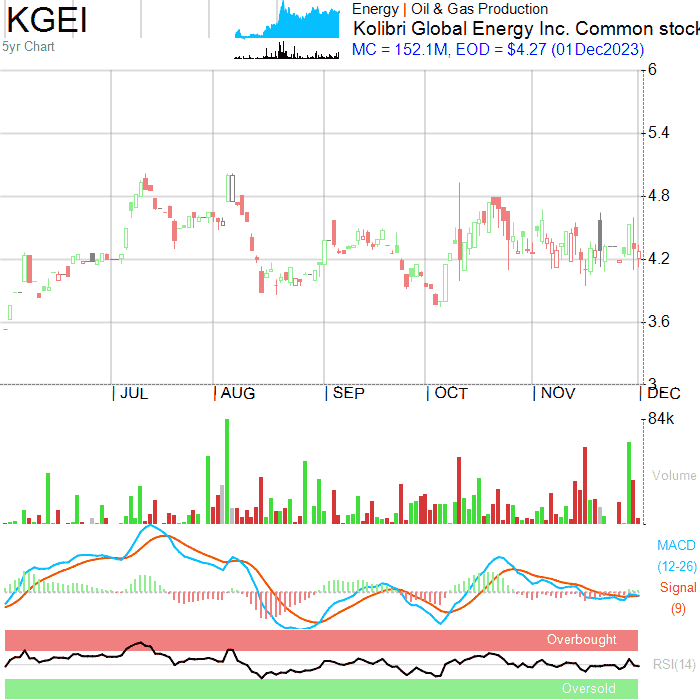 KGEI
5yr Chart
Energy | Oil & Gas Production
Kolibri Global Energy Inc. Common stock
MC = 152.1M, EOD = $4.27 (01Dec2023)
6
5.4
4.8
4.2
3.6
3
| JUL | AUG | SEP | OCT | NOV | DEC
84k
Volume
MACD
(12-26)
Signal
(9)
Overbought
RSI(14)
Oversold